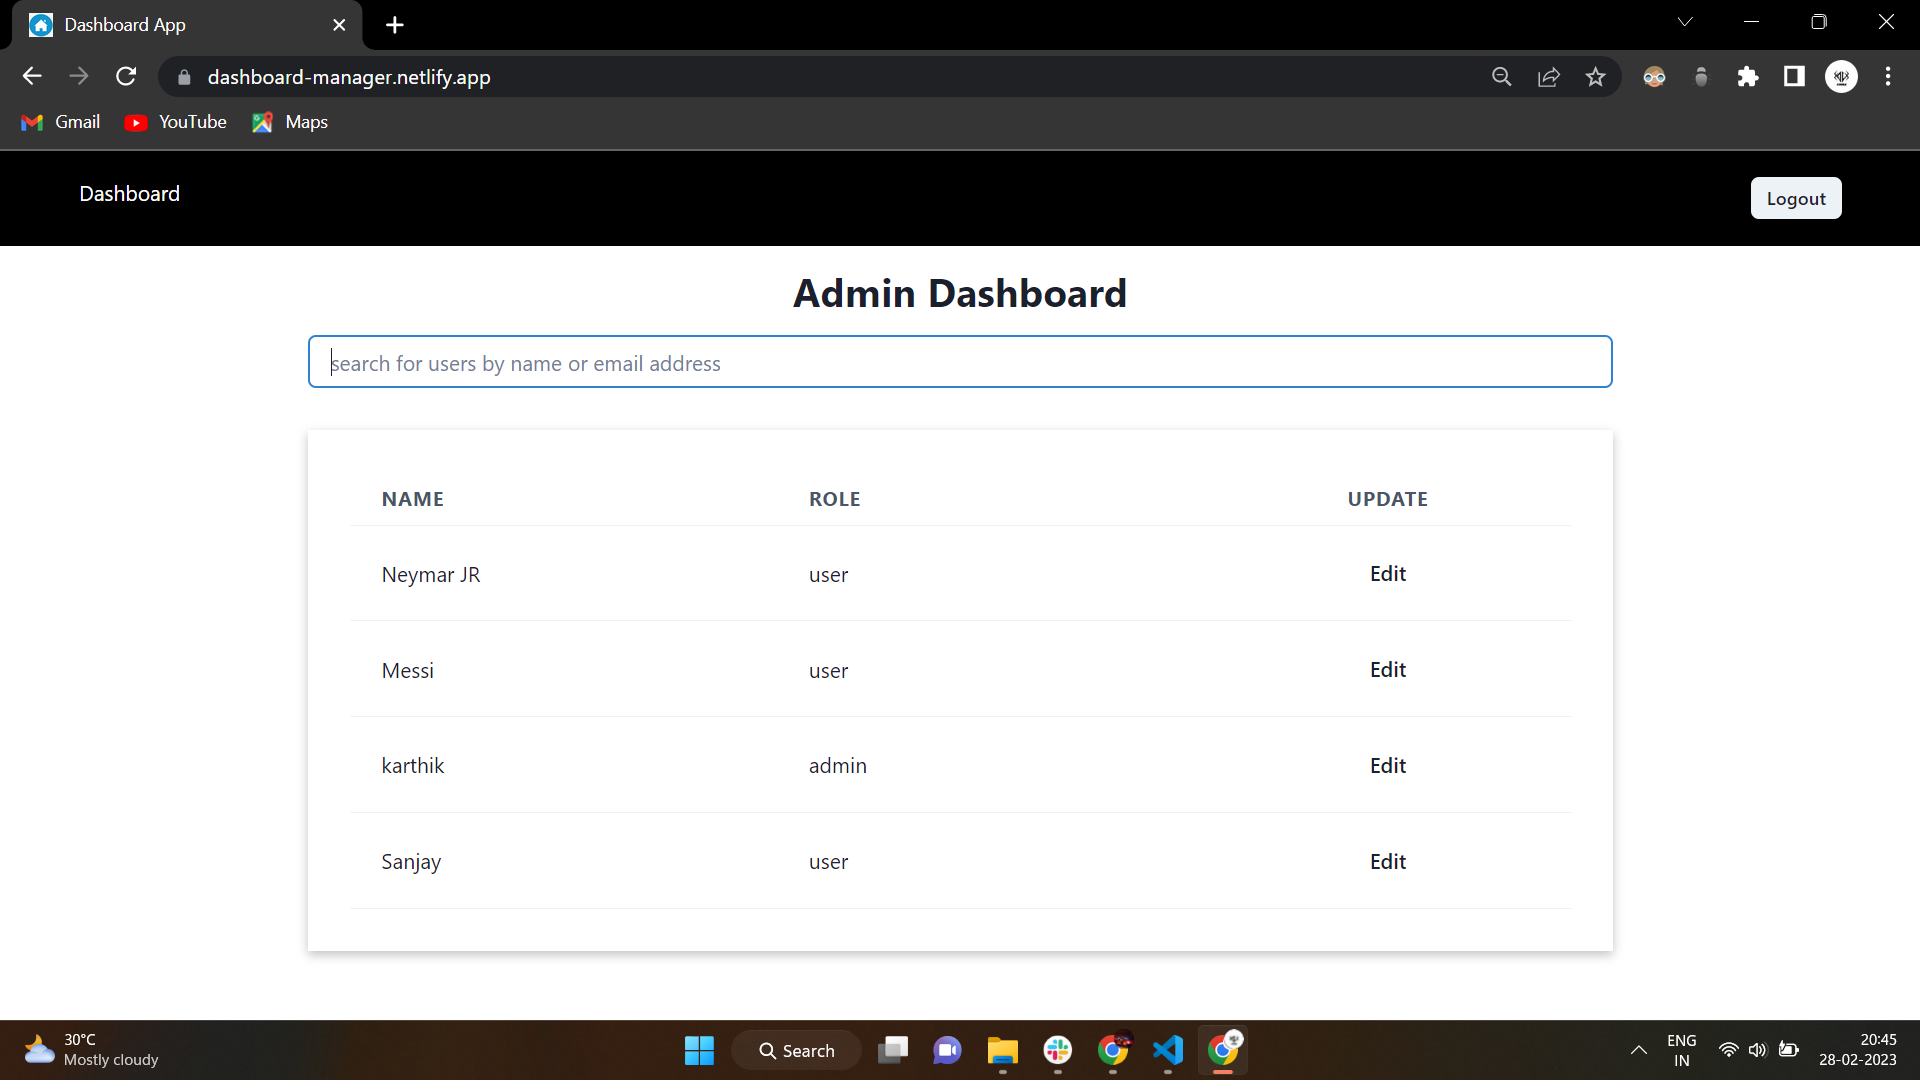 Dashboard App
dashboard-manager.netlify.app
Gmail YouTube Maps
Dashboard Logout
Admin Dashboard
search for users by name or email address
NAME ROLE UPDATE
Neymar JR user Edit
Messi user Edit
karthik admin Edit
Sanjay user Edit
30°C
Mostly cloudy
Search
ENG
IN
20:45
28-02-2023